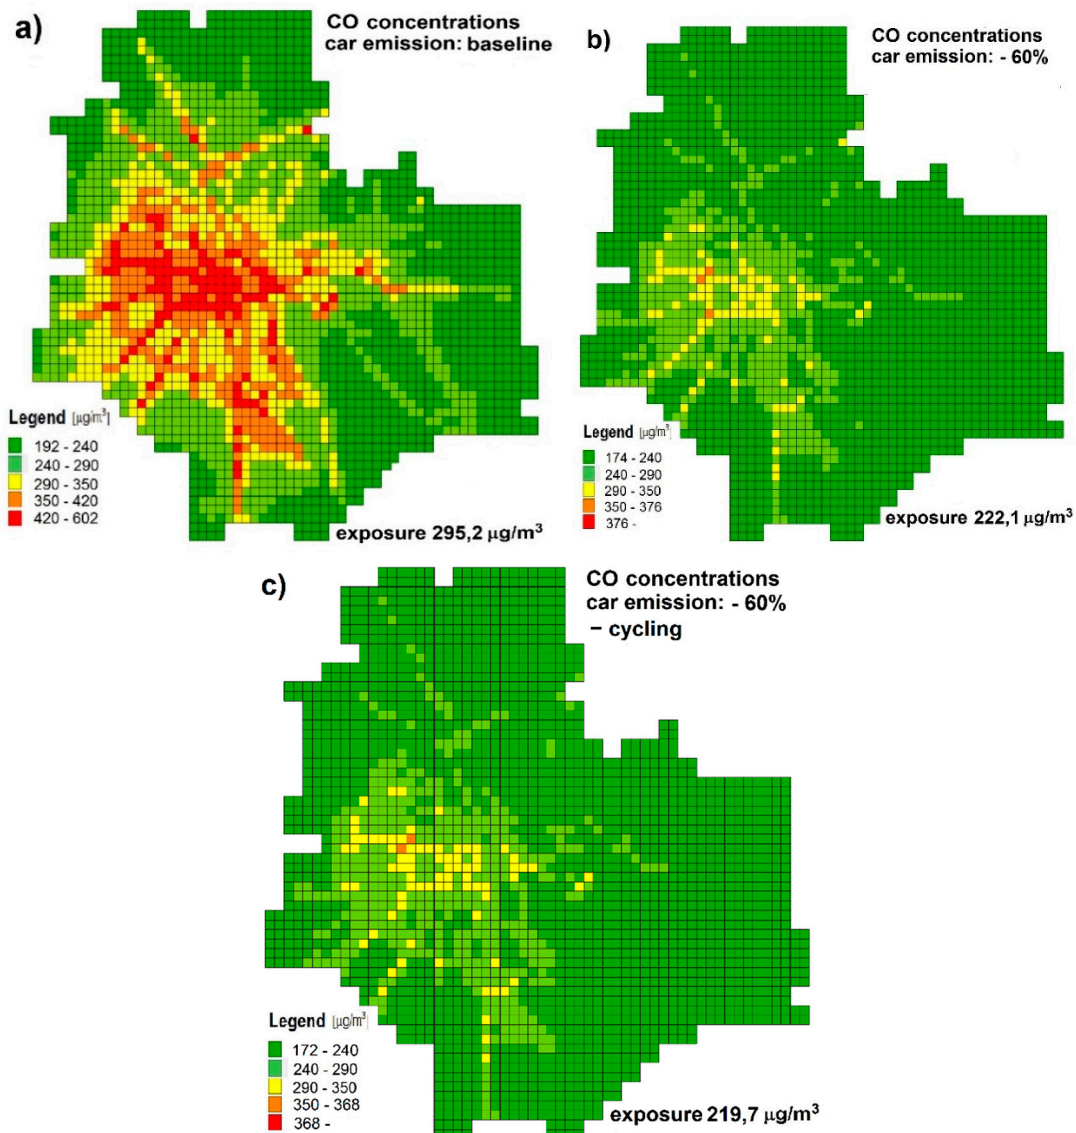 a)
CO concentrations
car emission: baseline
Legend [µg/m³]
192 - 240
240 - 290
290 - 350
350 - 420
420 - 602
exposure 295,2 µg/m³
b)
CO concentrations
car emission: - 60%
Legend [µg/m³]
174 - 240
240 - 290
290 - 350
350 - 376
376 -
exposure 222,1 µg/m³
c)
CO concentrations
car emission: - 60%
– cycling
Legend [µg/m³]
172 - 240
240 - 290
290 - 350
350 - 368
368 -
exposure 219,7 µg/m³